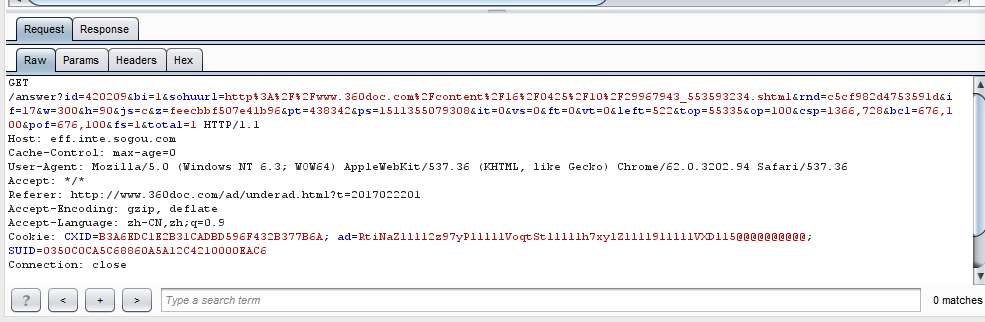 Request Response
Raw Params Headers Hex
GET
/answer?id=420209&bi=1&sohuurl=http%3A%2F%2Fwww.360doc.com%2Fcontent%2F16%2F0425%2F10%2F29967943_553593234.shtml&rnd=c5cf982d4753591d&i
f=17&w=300&h=90&js=c&z=feecbbf507e41b96&pt=438342&ps=1511355079308&it=0&vs=0&ft=0&vt=0&left=522&top=55335&op=100&csp=1366,728&bcl=676,1
00&pof=676,100&fs=1&total=1 HTTP/1.1
Host: eff.inte.sogou.com
Cache-Control: max-age=0
User-Agent: Mozilla/5.0 (Windows NT 6.3; WOW64) AppleWebKit/537.36 (KHTML, like Gecko) Chrome/62.0.3202.94 Safari/537.36
Accept: */*
Referer: http://www.360doc.com/ad/underad.html?t=2017022201
Accept-Encoding: gzip, deflate
Accept-Language: zh-CN,zh;q=0.9
Cookie: CXID=B3A6EDC1E2B31CADBD596F432B377B6A; ad=RtiNaZllll2z97yPlllllVoqtStlllllh7xylZllll9lllllVXDll5@@@@@@@@@@;
SUID=0350C0CA5C68860A5A12C4210000EAC6
Connection: close
? < + > Type a search term 0 matches